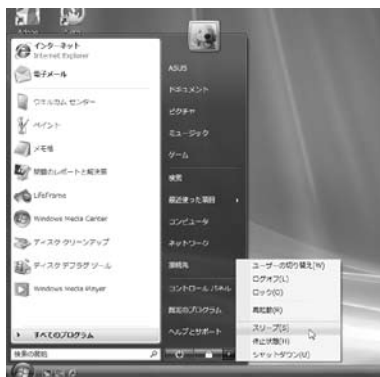 インターネット
Internet Explorer
電子メール
ウエルカム センター
ペイント
メモ帳
問題のレポートと解決策
LifeFrame
Windows Media Center
ディスク クリーンアップ
ディスク デフラグ ツール
Windows Media Player
すべてのプログラム
検索の開始
ASUS
ドキュメント
ピクチャ
ミュージック
ゲーム
検索
最近使った項目
コンピュータ
ネットワーク
接続先
コントロール パネル
既定のプログラム
ヘルプとサポート
ユーザーの切り替え(W)
ログオフ(L)
ロック(O)
再起動(R)
スリープ(S)
休止状態(H)
シャットダウン(U)